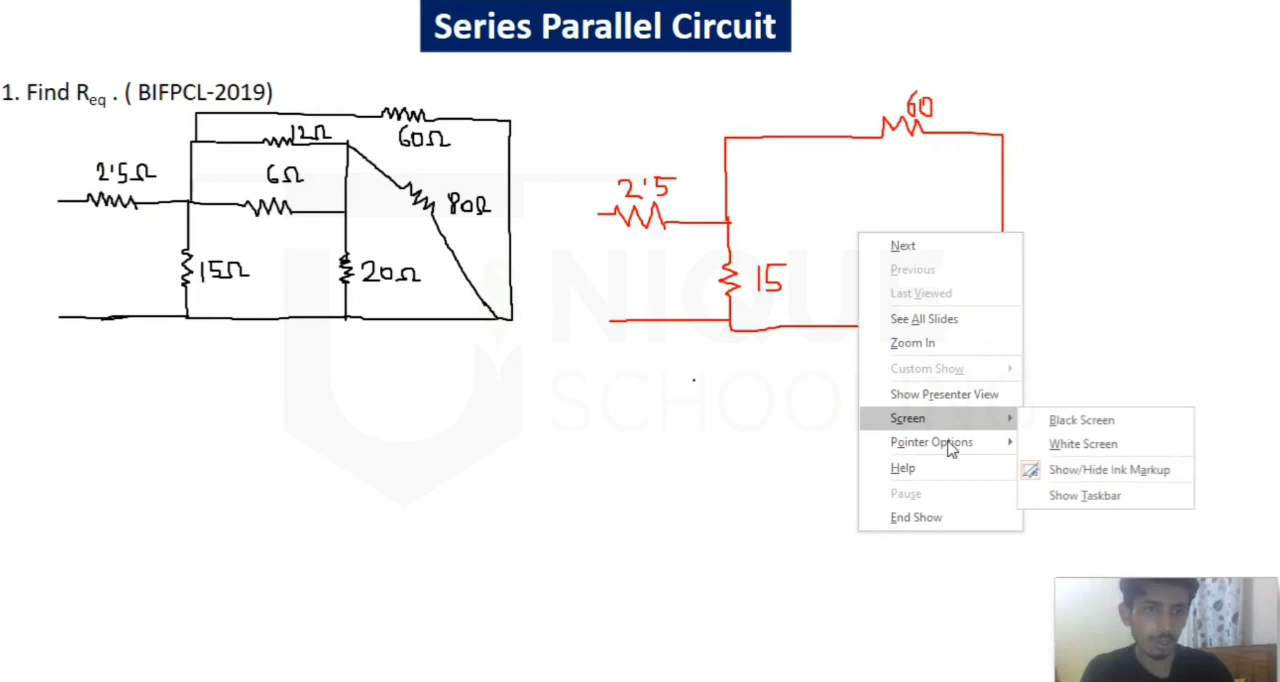 Series Parallel Circuit
1. Find Req . ( BIFPCL-2019)
12Ω
60Ω
2.5Ω
6Ω
80Ω
15Ω
20Ω
60
2.5
15
Next
Previous
Last Viewed
See All Slides
Zoom In
Custom Show
Show Presenter View
Screen
Pointer Options
Help
Pause
End Show
Black Screen
White Screen
Show/Hide Ink Markup
Show Taskbar
UNIQUE
SCHOO